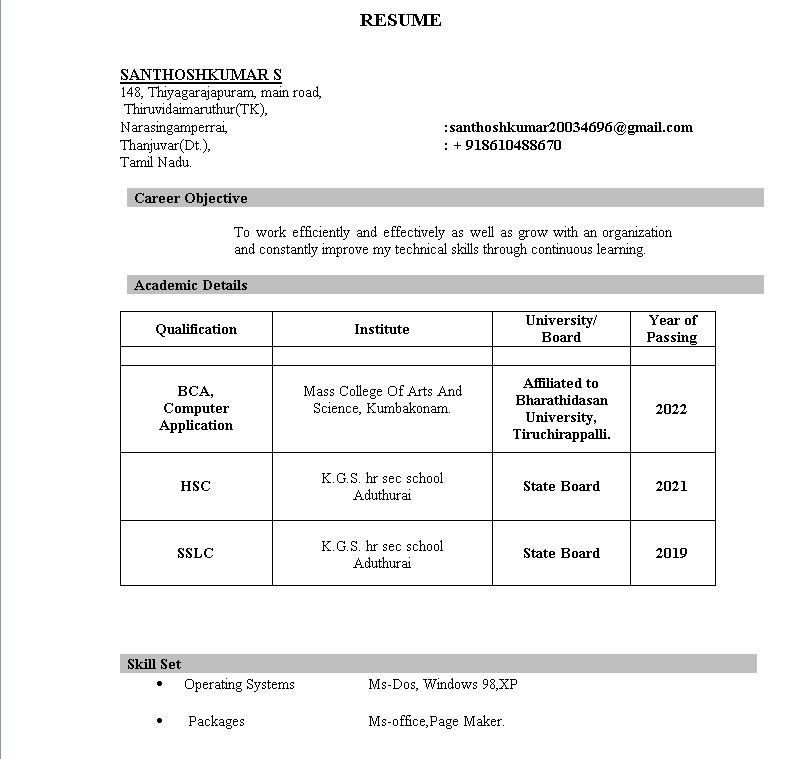 RESUME
SANTHOSHKUMAR S
148, Thiyagarajapuram, main road,
Thiruvidaimaruthur(TK),
Narasingamperrai, :santhoshkumar20034696@gmail.com
Thanjuvar(Dt.), : + 918610488670
Tamil Nadu.
Career Objective
To work efficiently and effectively as well as grow with an organization
and constantly improve my technical skills through continuous learning.
Academic Details
Qualification Institute University/ Board Year of Passing
BCA, Computer Application Mass College Of Arts And Science, Kumbakonam. Affiliated to Bharathidasan University, Tiruchirappalli. 2022
HSC K.G.S. hr sec school Aduthurai State Board 2021
SSLC K.G.S. hr sec school Aduthurai State Board 2019
Skill Set
• Operating Systems Ms-Dos, Windows 98,XP
• Packages Ms-office,Page Maker.